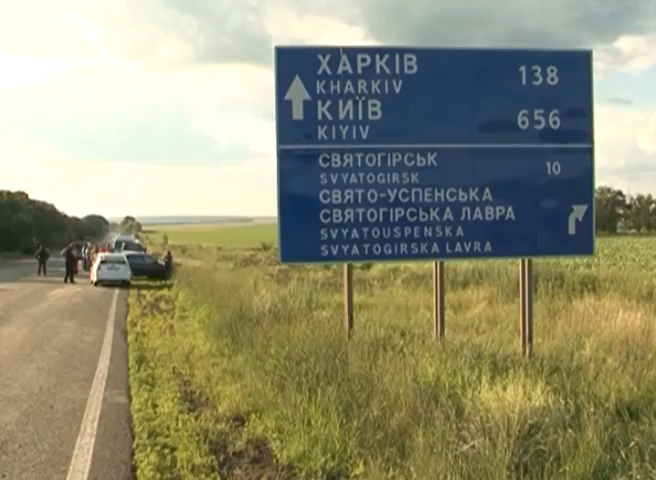 ХАРКІВ 138
KHARKIV
КИЇВ 656
KIYIV
СВЯТОГІРСЬК 10
SVYATOGIRSK
СВЯТО-УСПЕНСЬКА
СВЯТОГІРСЬКА ЛАВРА
SVYATOUSPENSKA
SVYATOGIRSKA LAVRA